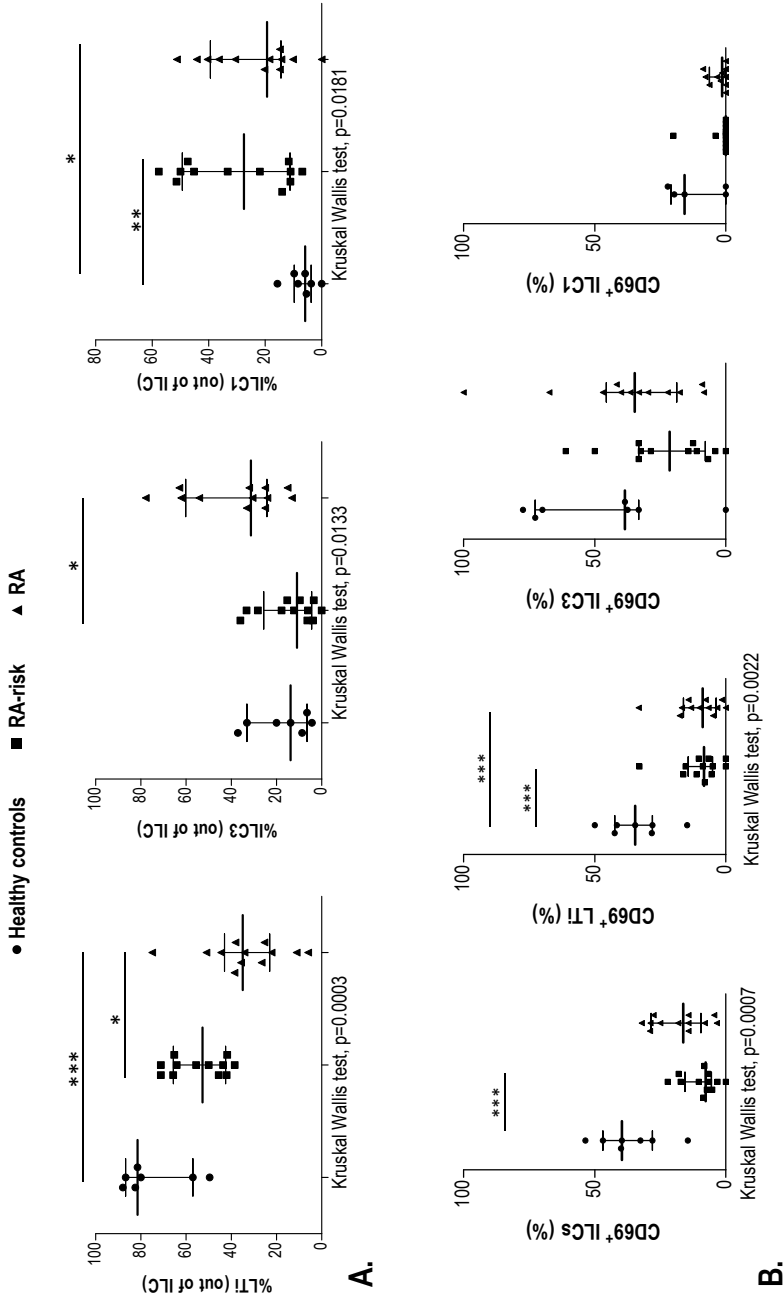 ● Healthy controls ■ RA-risk ▲ RA
A.
%LTi (out of ILC)
100
80
60
40
20
0
***
*
Kruskal Wallis test, p=0.0003
%ILC3 (out of ILC)
100
80
60
40
20
0
*
Kruskal Wallis test, p=0.0133
%ILC1 (out of ILC)
80
60
40
20
0
*
**
Kruskal Wallis test, p=0.0181
B.
CD69⁺ ILCs (%)
100
50
0
***
Kruskal Wallis test, p=0.0007
CD69⁺ LTi (%)
100
50
0
***
***
Kruskal Wallis test, p=0.0022
CD69⁺ ILC3 (%)
100
50
0
CD69⁺ ILC1 (%)
100
50
0